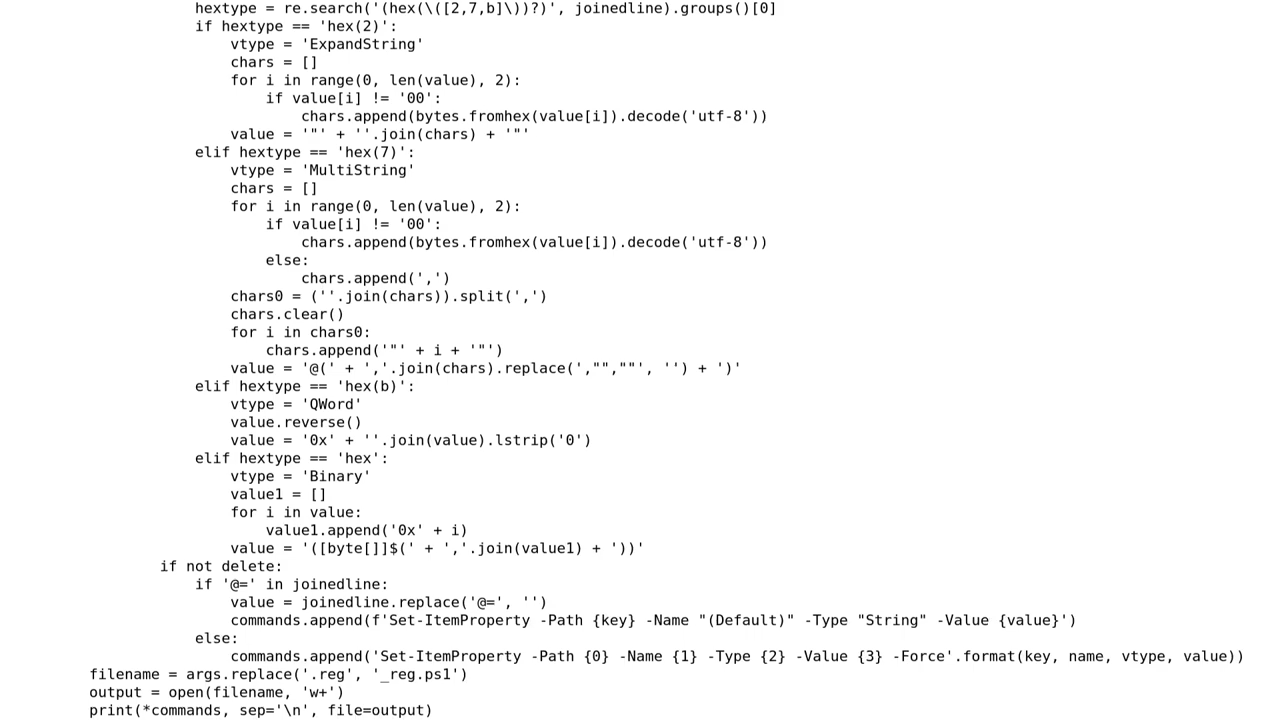 hextype = re.search('(hex(\([2,7,b]\))?)', joinedline).groups()[0]
            if hextype == 'hex(2)':
                vtype = 'ExpandString'
                chars = []
                for i in range(0, len(value), 2):
                    if value[i] != '00':
                        chars.append(bytes.fromhex(value[i]).decode('utf-8'))
                value = '"' + ''.join(chars) + '"'
            elif hextype == 'hex(7)':
                vtype = 'MultiString'
                chars = []
                for i in range(0, len(value), 2):
                    if value[i] != '00':
                        chars.append(bytes.fromhex(value[i]).decode('utf-8'))
                    else:
                        chars.append(',')
                chars0 = (''.join(chars)).split(',')
                chars.clear()
                for i in chars0:
                    chars.append('"' + i + '"')
                value = '@(' + ','.join(chars).replace(',"",""', '') + ')'
            elif hextype == 'hex(b)':
                vtype = 'QWord'
                value.reverse()
                value = '0x' + ''.join(value).lstrip('0')
            elif hextype == 'hex':
                vtype = 'Binary'
                value1 = []
                for i in value:
                    value1.append('0x' + i)
                value = '([byte[]]$(' + ','.join(value1) + '))'
        if not delete:
            if '@=' in joinedline:
                value = joinedline.replace('@=', '')
                commands.append(f'Set-ItemProperty -Path {key} -Name "(Default)" -Type "String" -Value {value}')
            else:
                commands.append('Set-ItemProperty -Path {0} -Name {1} -Type {2} -Value {3} -Force'.format(key, name, vtype, value))
filename = args.replace('.reg', '_reg.ps1')
output = open(filename, 'w+')
print(*commands, sep='\n', file=output)